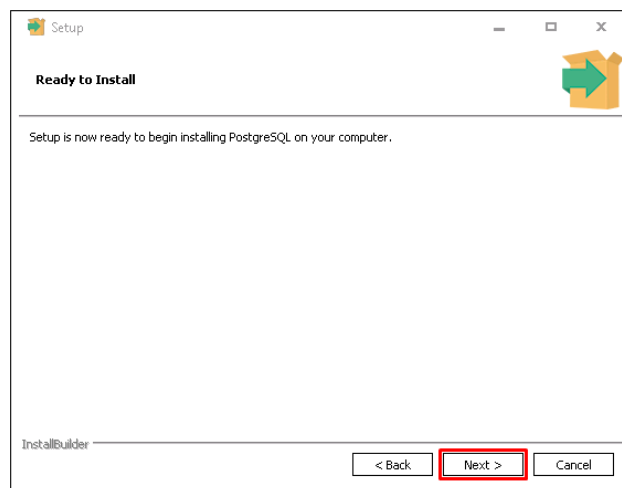 Setup
Ready to Install
Setup is now ready to begin installing PostgreSQL on your computer.
InstallBuilder
< Back
Next >
Cancel